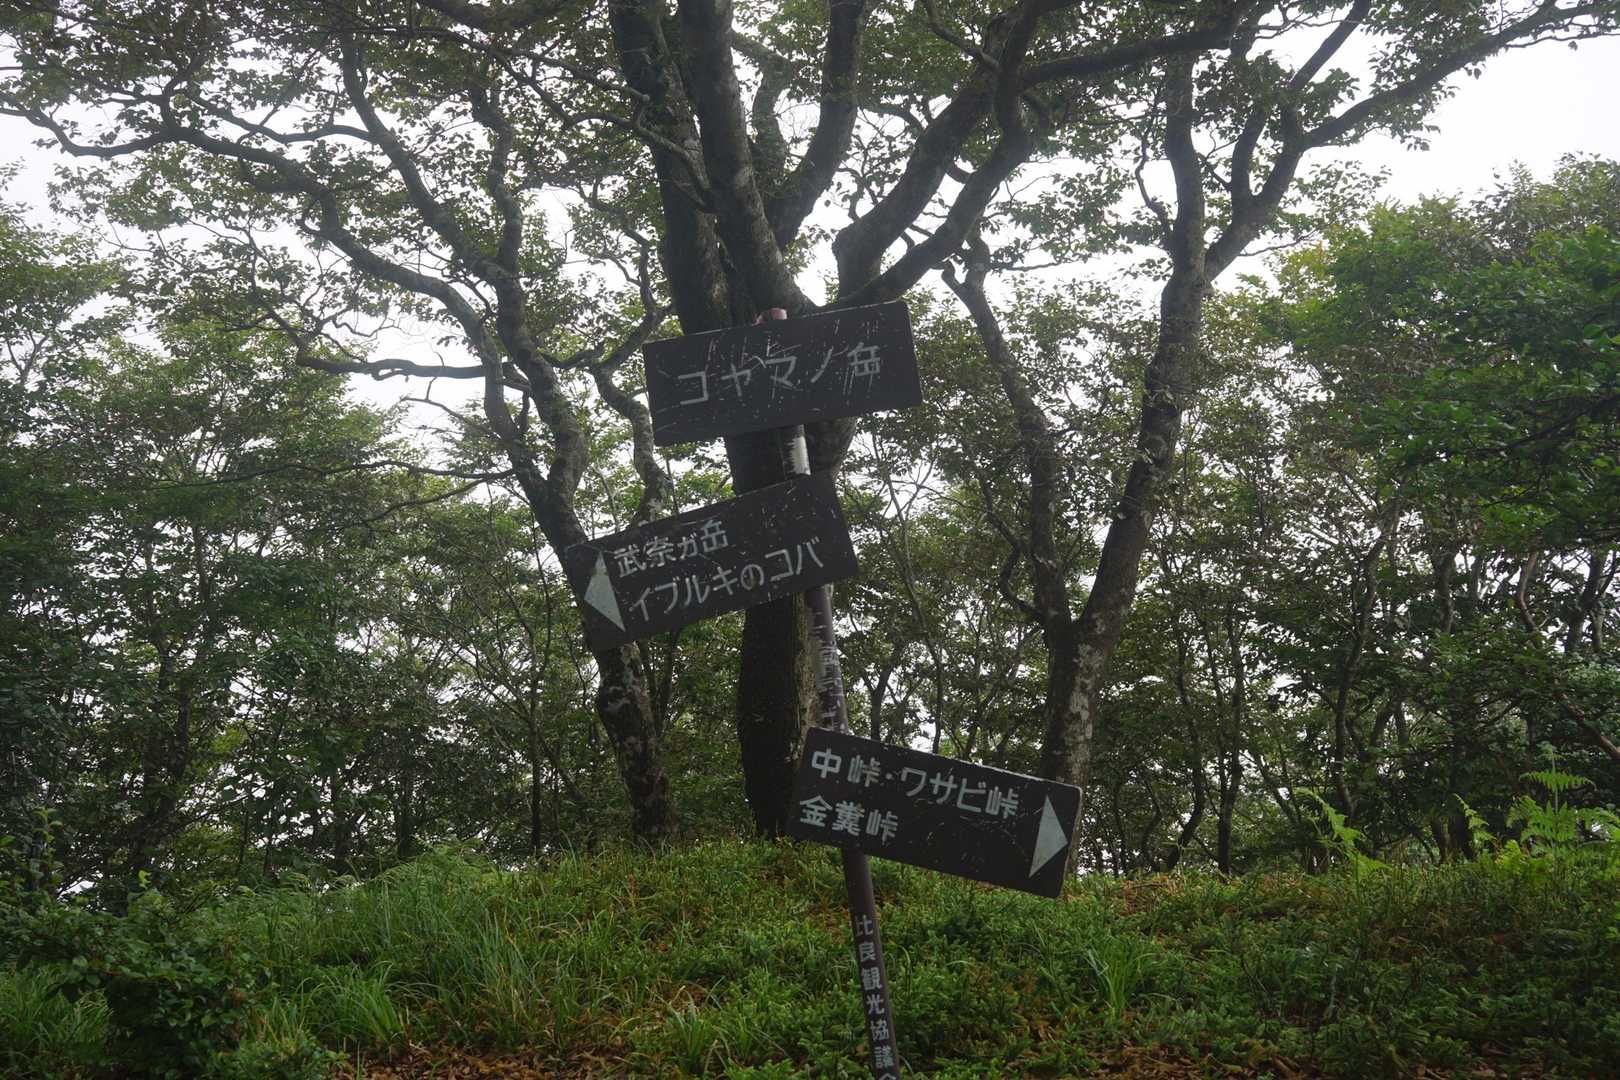 コヤマノ岳
武奈ガ岳
イブルキのコバ
中峠・ワサビ峠
金糞峠
比良観光協議会